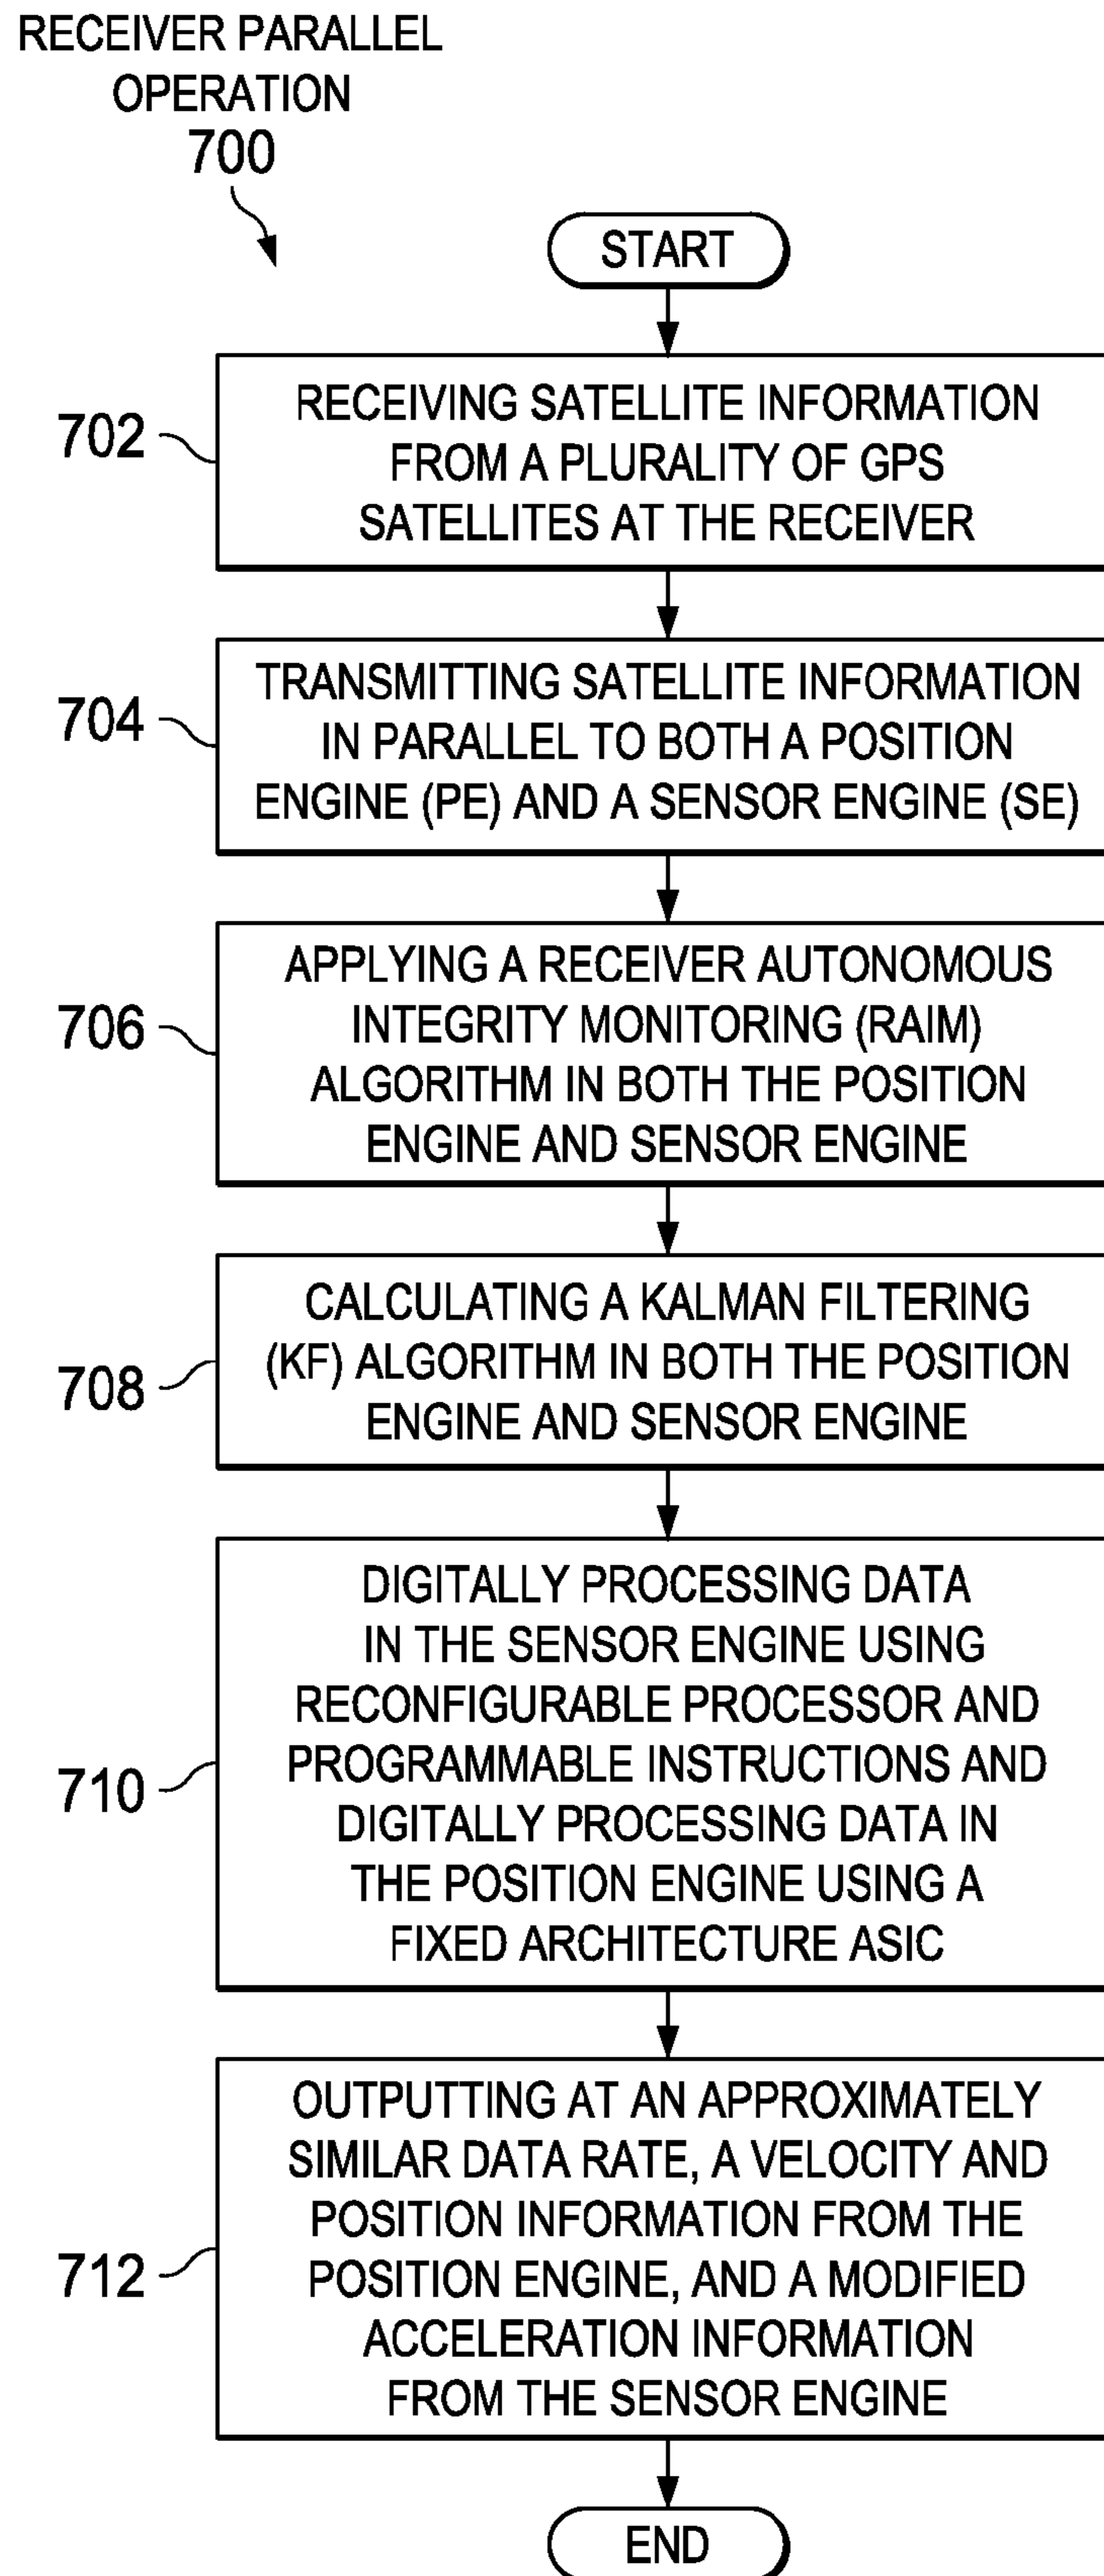 RECEIVER PARALLEL
OPERATION
700
START
702
RECEIVING SATELLITE INFORMATION
FROM A PLURALITY OF GPS
SATELLITES AT THE RECEIVER
704
TRANSMITTING SATELLITE INFORMATION
IN PARALLEL TO BOTH A POSITION
ENGINE (PE) AND A SENSOR ENGINE (SE)
706
APPLYING A RECEIVER AUTONOMOUS
INTEGRITY MONITORING (RAIM)
ALGORITHM IN BOTH THE POSITION
ENGINE AND SENSOR ENGINE
708
CALCULATING A KALMAN FILTERING
(KF) ALGORITHM IN BOTH THE POSITION
ENGINE AND SENSOR ENGINE
710
DIGITALLY PROCESSING DATA
IN THE SENSOR ENGINE USING
RECONFIGURABLE PROCESSOR AND
PROGRAMMABLE INSTRUCTIONS AND
DIGITALLY PROCESSING DATA IN
THE POSITION ENGINE USING A
FIXED ARCHITECTURE ASIC
712
OUTPUTTING AT AN APPROXIMATELY
SIMILAR DATA RATE, A VELOCITY AND
POSITION INFORMATION FROM THE
POSITION ENGINE, AND A MODIFIED
ACCELERATION INFORMATION
FROM THE SENSOR ENGINE
END